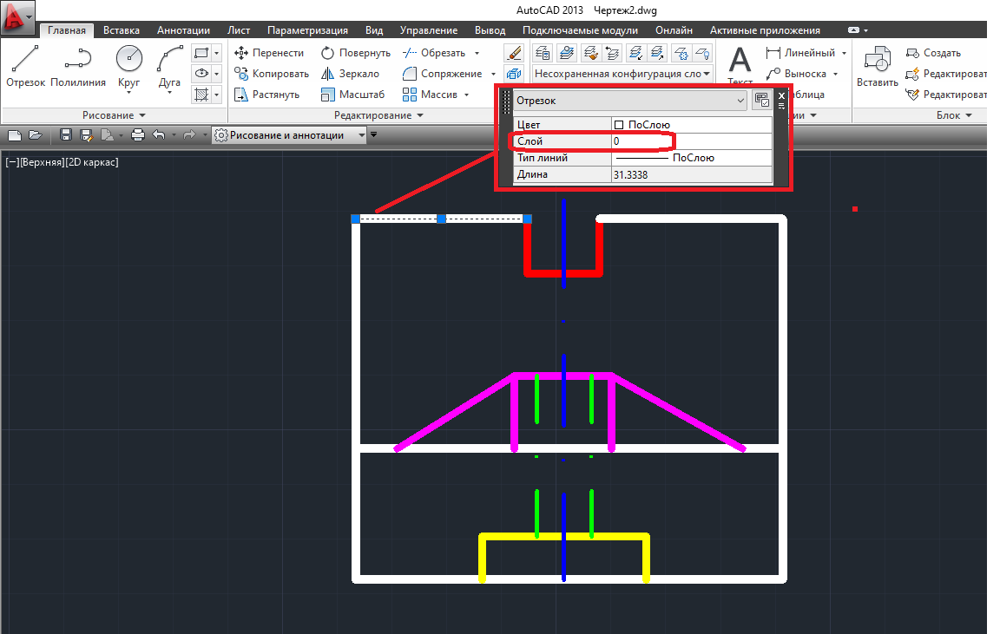 AutoCAD 2013 Чертеж2.dwg
Главная Вставка Аннотации Лист Параметризация Вид Управление Вывод Подключаемые модули Онлайн Активные приложения
Отрезок Полилиния Круг Дуга
Перенести Повернуть Обрезать
Копировать Зеркало Сопряжение
Растянуть Масштаб Массив
Несохраненная конфигурация сло
A
Текст
Линейный
Выноска
Вставить
Создать
Редактироват
Редактироват
Рисование Редактирование Блок
Рисование и аннотации
Отрезок
Цвет ПоСлою
Слой 0
Тип линий ПоСлою
Длина 31.3338
[−][Верхняя][2D каркас]